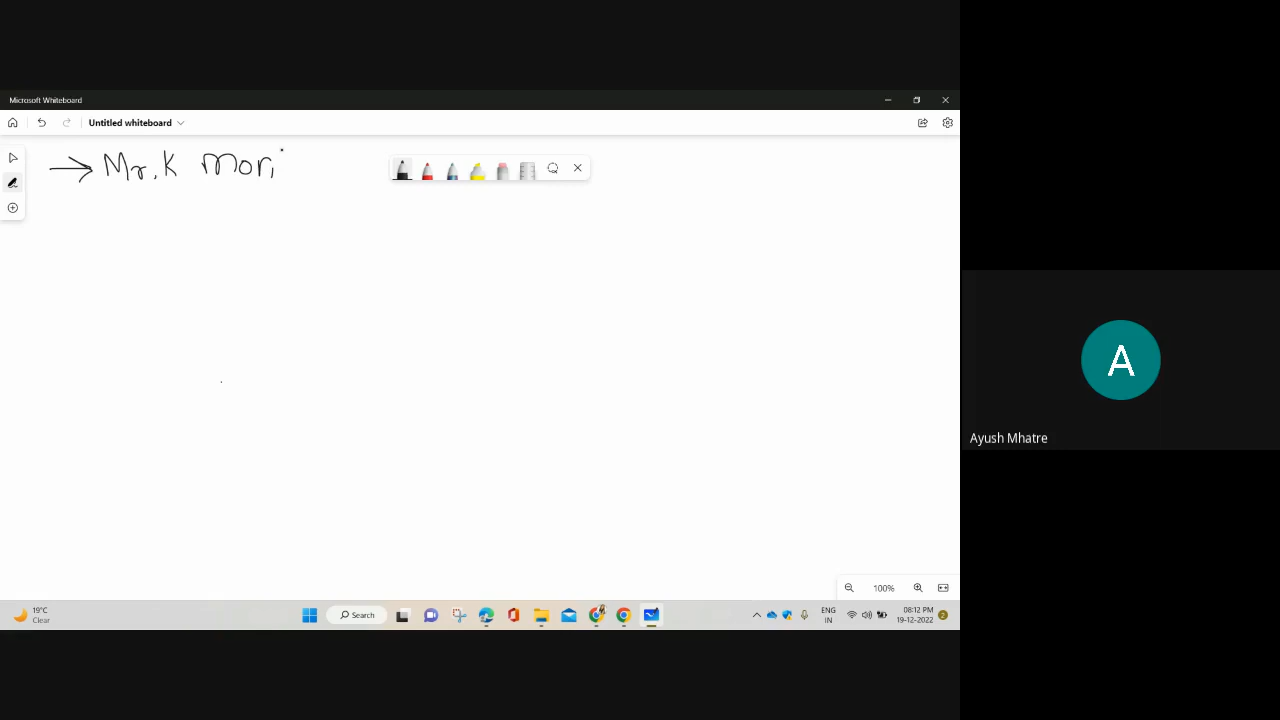 Microsoft Whiteboard
Untitled whiteboard
→ Mr. K Mori
A
Ayush Mhatre
100%
19°C
Clear
Search
ENG
IN
08:12 PM
19-12-2022
2